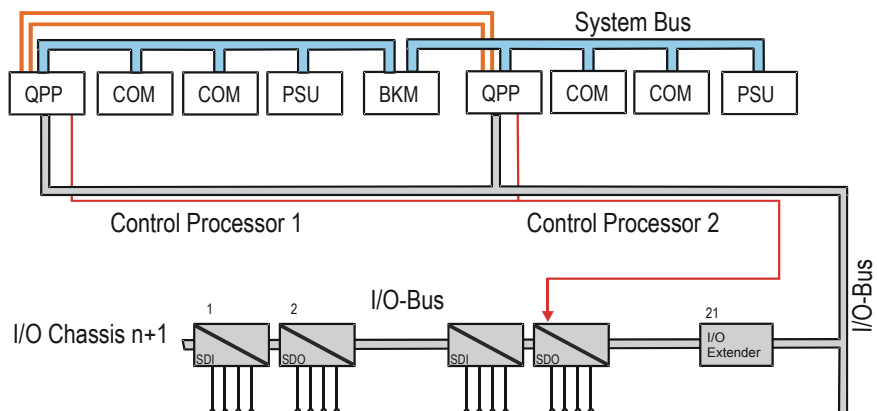 System Bus
QPP
COM
COM
PSU
BKM
QPP
COM
COM
PSU
Control Processor 1
Control Processor 2
I/O-Bus
I/O Chassis n+1
1
2
I/O-Bus
21
SDI
SDO
SDI
SDO
I/O
Extender